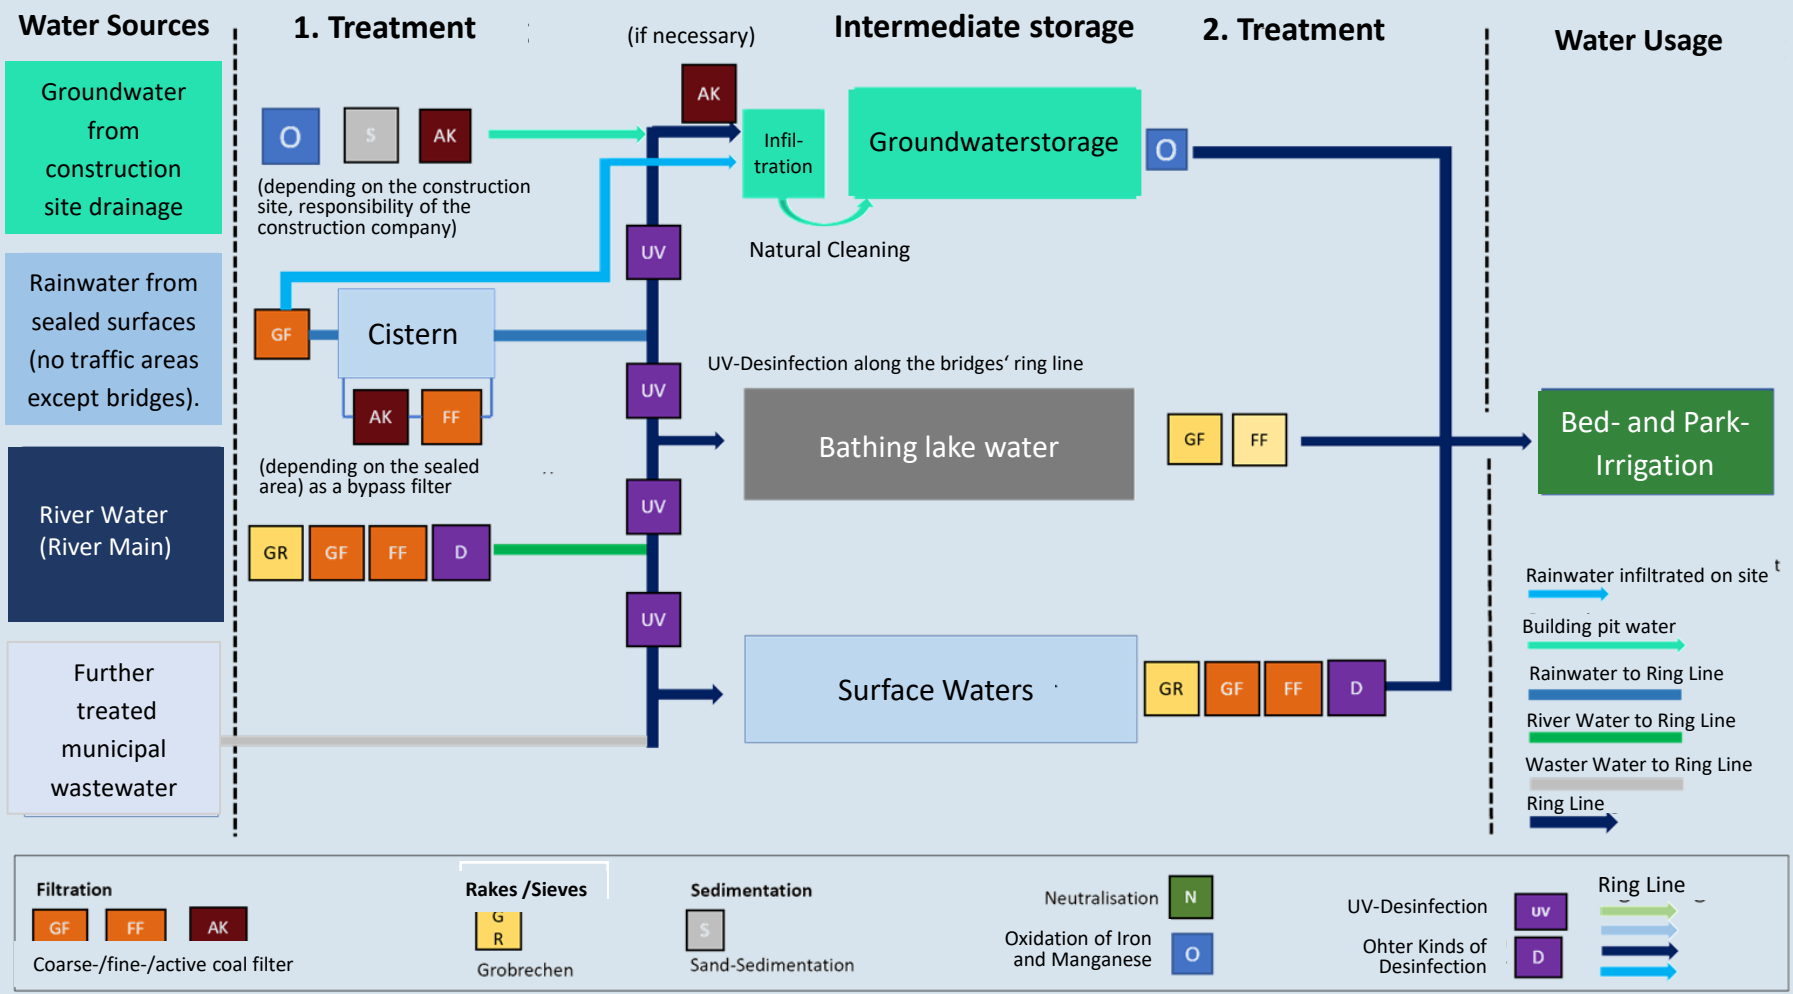 Water Sources
1. Treatment
(if necessary)
Intermediate storage
2. Treatment
Water Usage
Groundwater
from
construction
site drainage
O
S
AK
(depending on the construction
site, responsibility of the
construction company)
AK
Infil-
tration
Groundwaterstorage
O
Natural Cleaning
UV
Rainwater from
sealed surfaces
(no traffic areas
except bridges).
GF
Cistern
AK
FF
(depending on the sealed
area) as a bypass filter
UV
UV-Desinfection along the bridges‘ ring line
Bathing lake water
GF
FF
Bed- and Park-
Irrigation
UV
River Water
(River Main)
GR
GF
FF
D
UV
Surface Waters
GR
GF
FF
D
Further
treated
municipal
wastewater
Rainwater infiltrated on site t
Building pit water
Rainwater to Ring Line
River Water to Ring Line
Waster Water to Ring Line
Ring Line
Filtration
GF
FF
AK
Coarse-/fine-/active coal filter
Rakes /Sieves
G
R
Grobrechen
Sedimentation
S
Sand-Sedimentation
Neutralisation
N
Oxidation of Iron
and Manganese
O
UV-Desinfection
UV
Ohter Kinds of
Desinfection
D
Ring Line